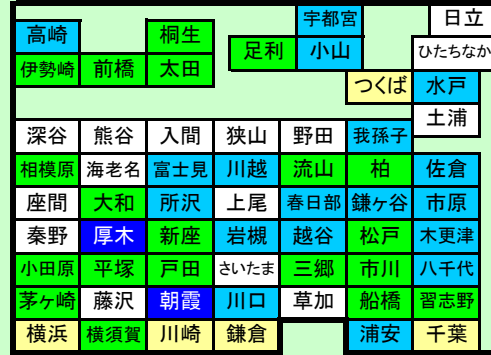 宇都宮 日立
高崎 桐生 足利 小山 ひたちなか
伊勢崎 前橋 太田
つくば 水戸
土浦
深谷 熊谷 入間 狭山 野田 我孫子
相模原 海老名 富士見 川越 流山 柏 佐倉
座間 大和 所沢 上尾 春日部 鎌ヶ谷 市原
秦野 厚木 新座 岩槻 越谷 松戸 木更津
小田原 平塚 戸田 さいたま 三郷 市川 八千代
茅ヶ崎 藤沢 朝霞 川口 草加 船橋 習志野
横浜 横須賀 川崎 鎌倉 浦安 千葉